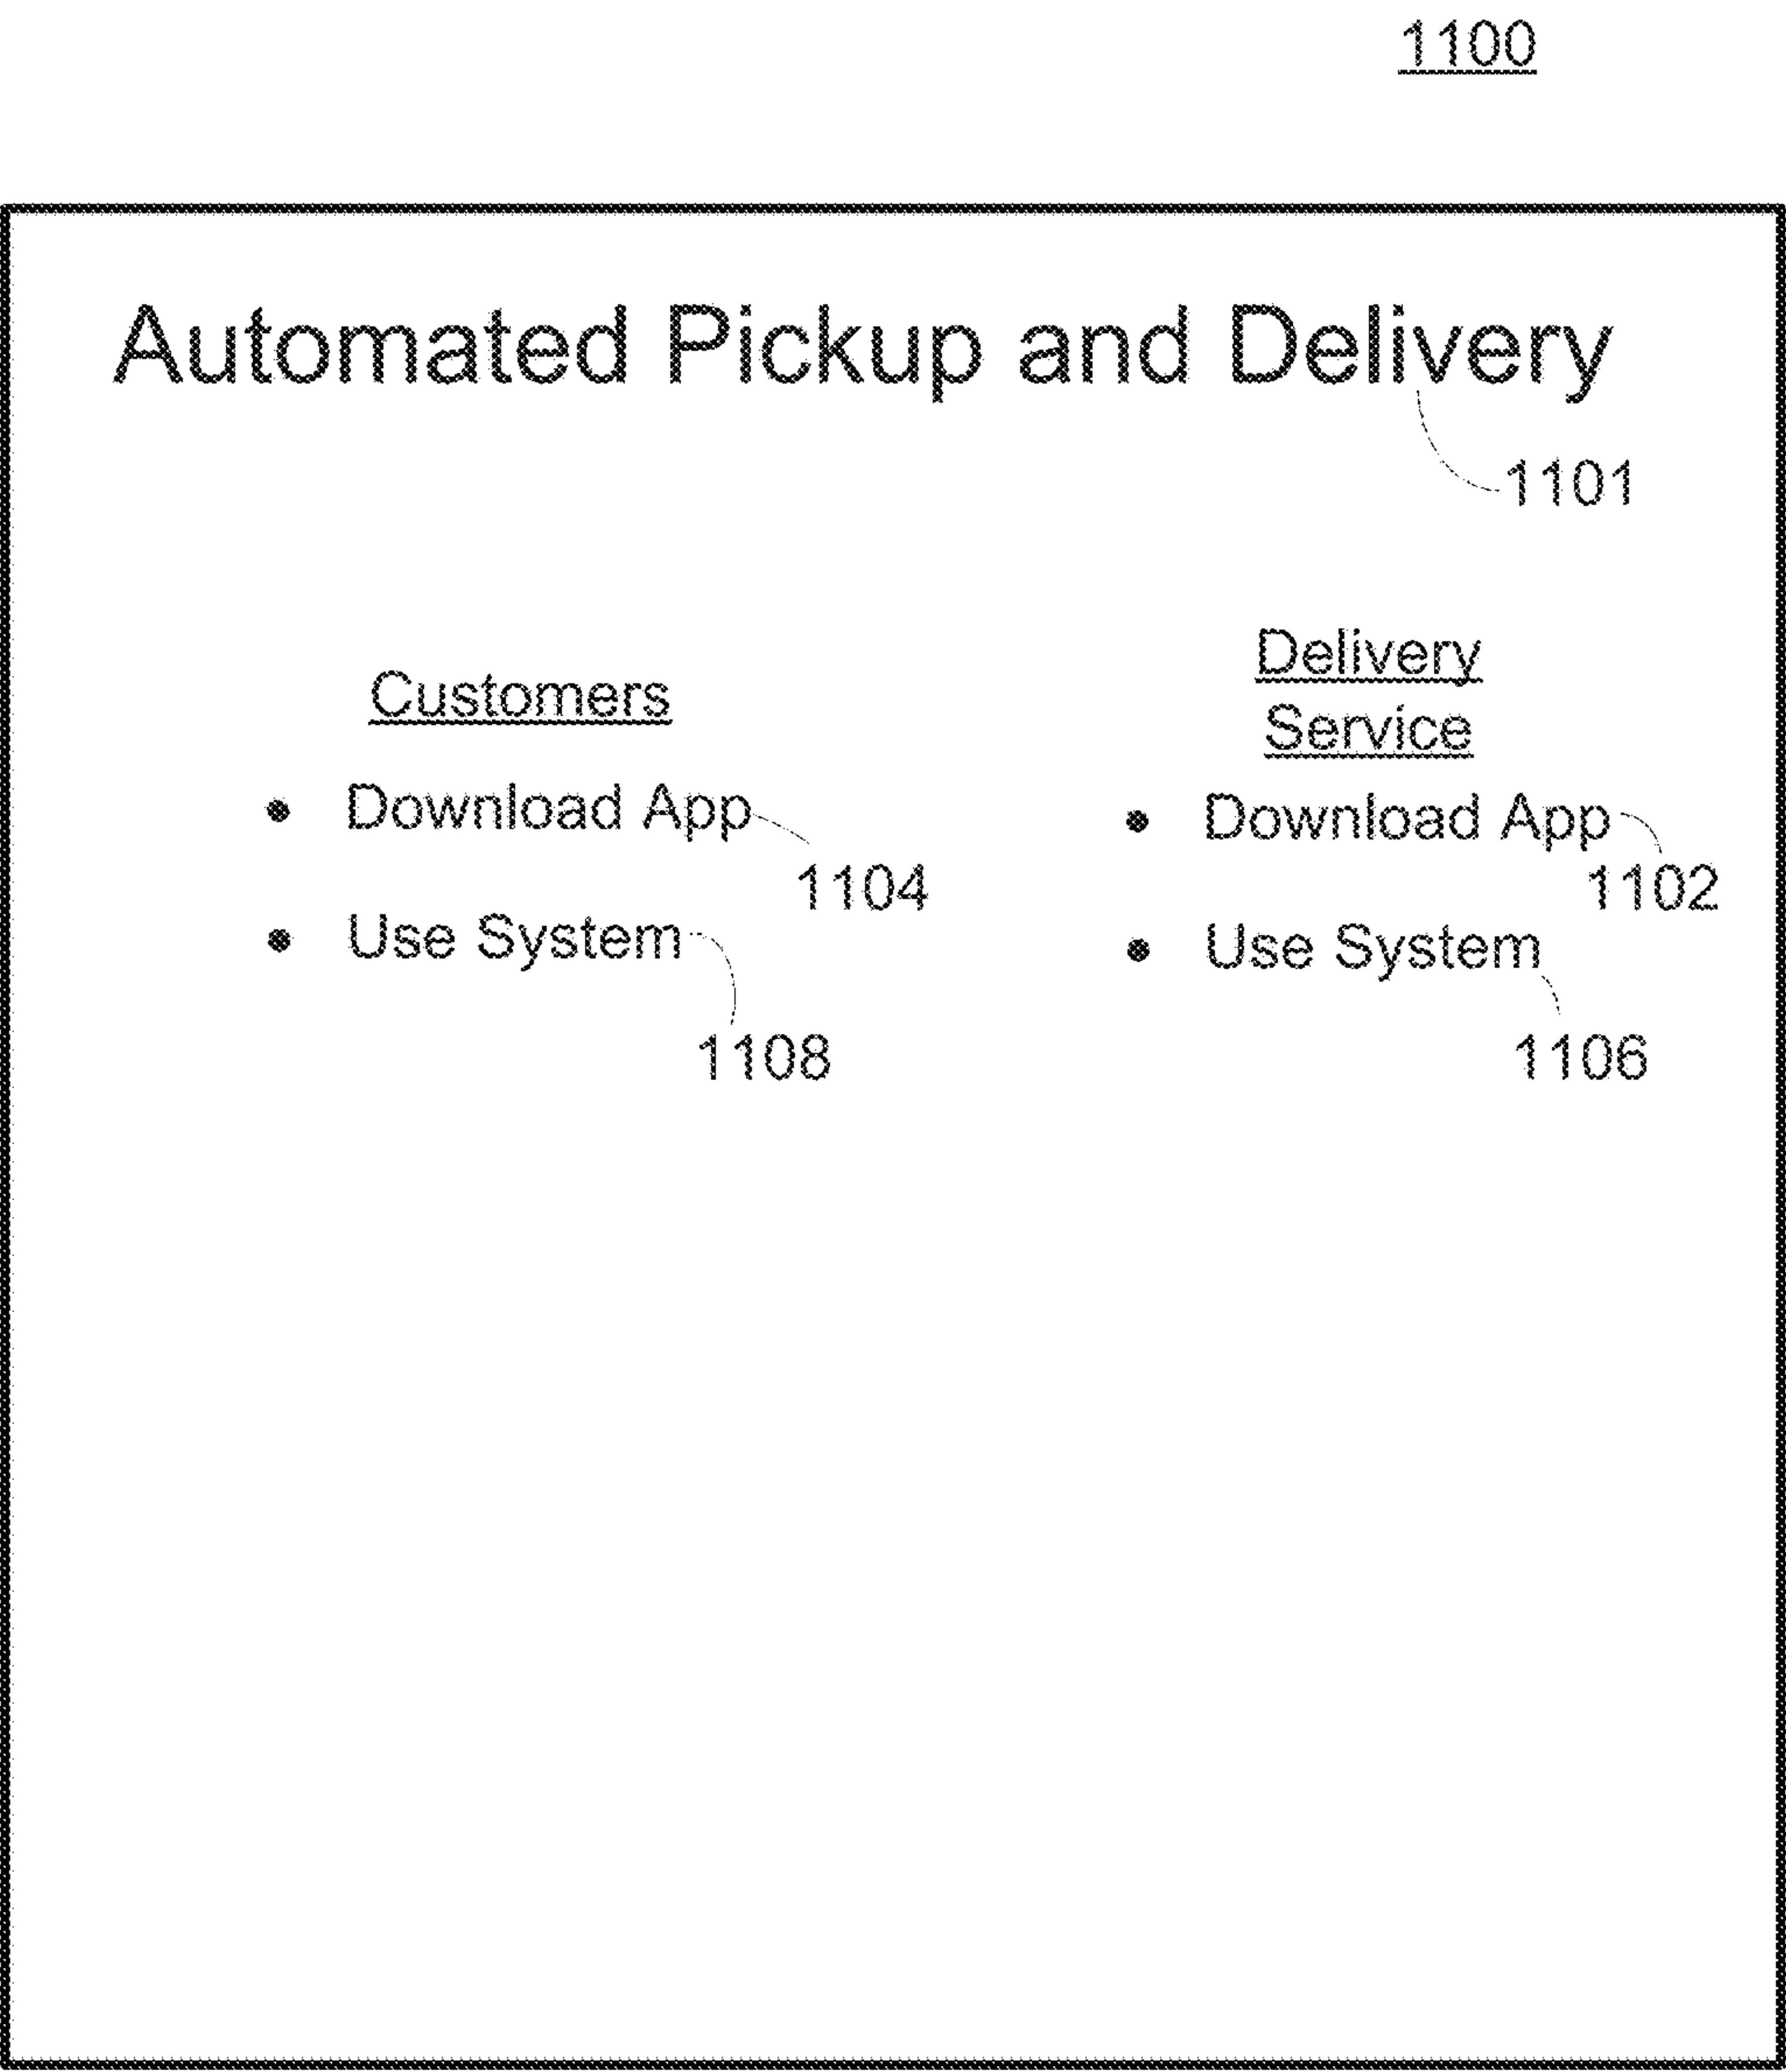 1100
Automated Pickup and Delivery
1101
Customers
• Download App
1104
• Use System
1108
Delivery
Service
• Download App
1102
• Use System
1106